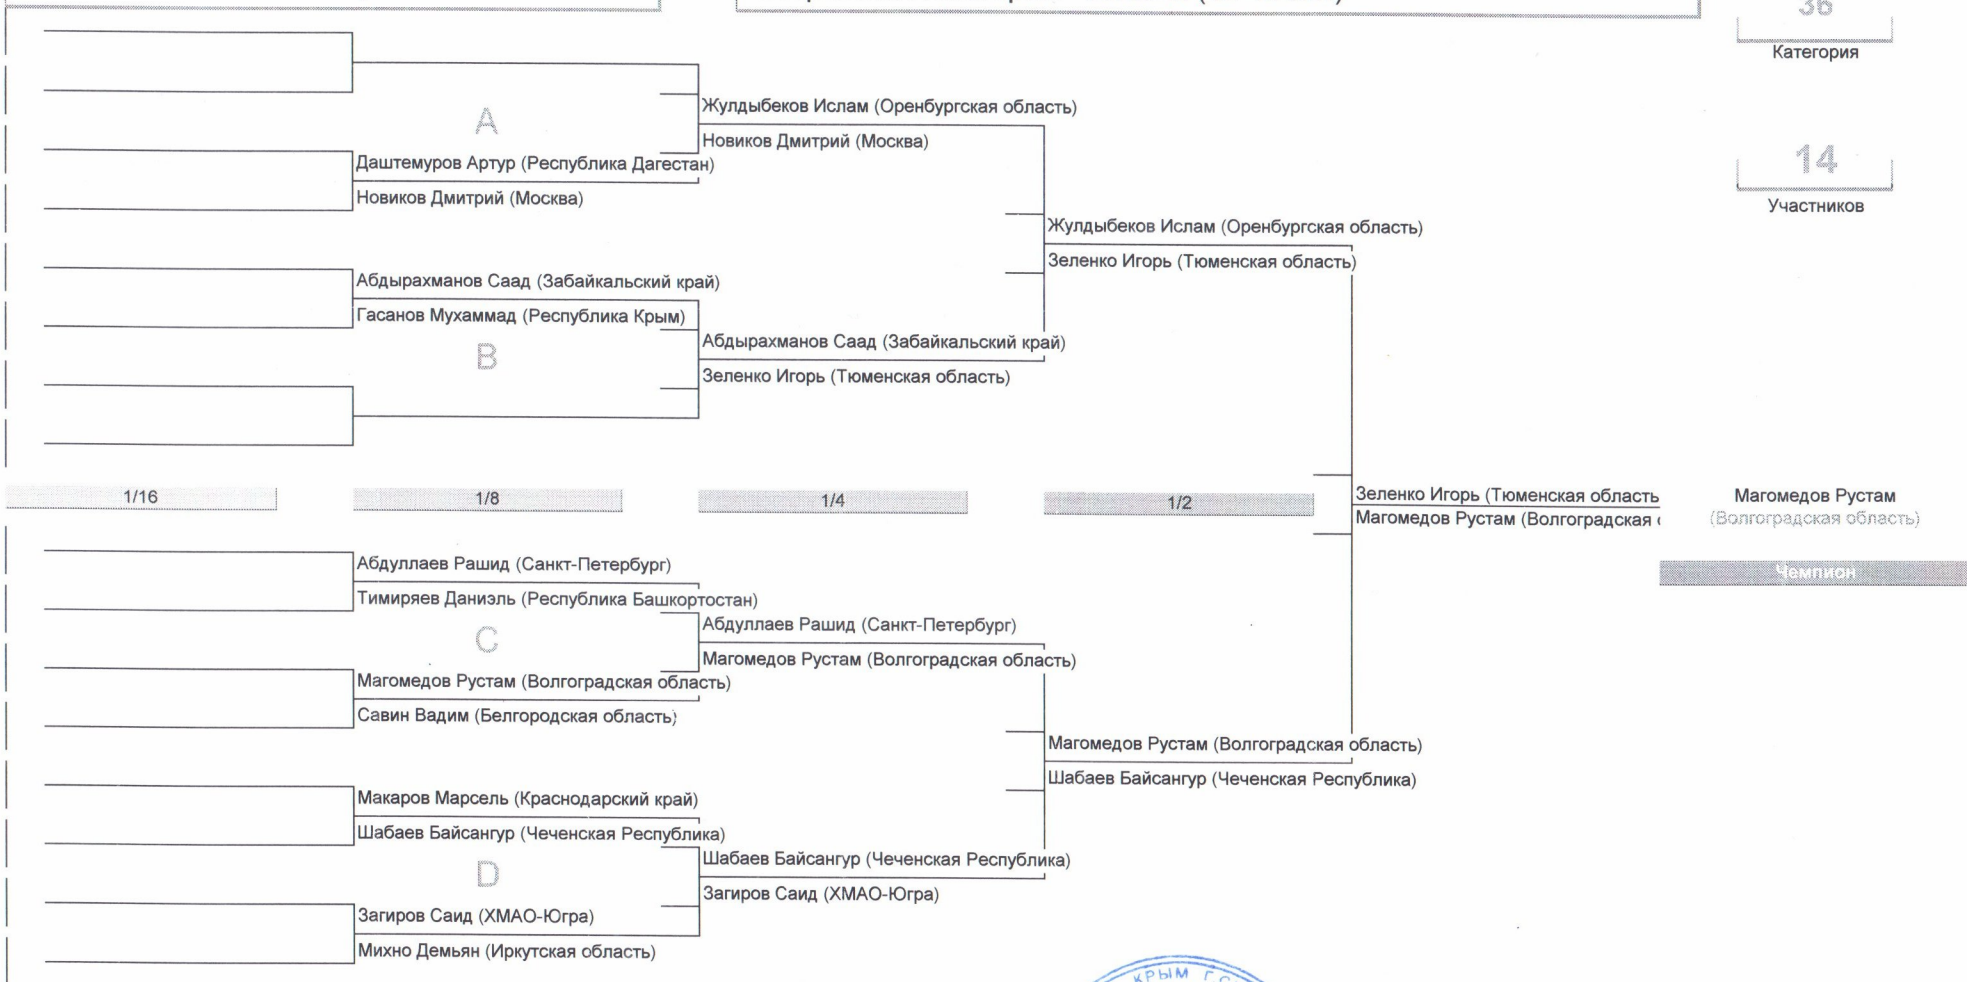 36
Категория
Жулдыбеков Ислам (Оренбургская область)
A
Новиков Дмитрий (Москва)
14
Даштемуров Артур (Республика Дагестан)
Новиков Дмитрий (Москва)
Участников
Жулдыбеков Ислам (Оренбургская область)
Зеленко Игорь (Тюменская область)
Абдырахманов Саад (Забайкальский край)
Гасанов Мухаммад (Республика Крым)
Абдырахманов Саад (Забайкальский край)
B
Зеленко Игорь (Тюменская область)
1/16 1/8 1/4 1/2
Зеленко Игорь (Тюменская область
Магомедов Рустам (Волгоградская
Магомедов Рустам
(Волгоградская область)
Чемпион
Абдуллаев Рашид (Санкт-Петербург)
Тимиряев Даниэль (Республика Башкортостан)
Абдуллаев Рашид (Санкт-Петербург)
C
Магомедов Рустам (Волгоградская область)
Магомедов Рустам (Волгоградская область)
Савин Вадим (Белгородская область)
Магомедов Рустам (Волгоградская область)
Шабаев Байсангур (Чеченская Республика)
Макаров Марсель (Краснодарский край)
Шабаев Байсангур (Чеченская Республика)
Шабаев Байсангур (Чеченская Республика)
D
Загиров Саид (ХМАО-Югра)
Загиров Саид (ХМАО-Югра)
Михно Демьян (Иркутская область)
КРЫМ